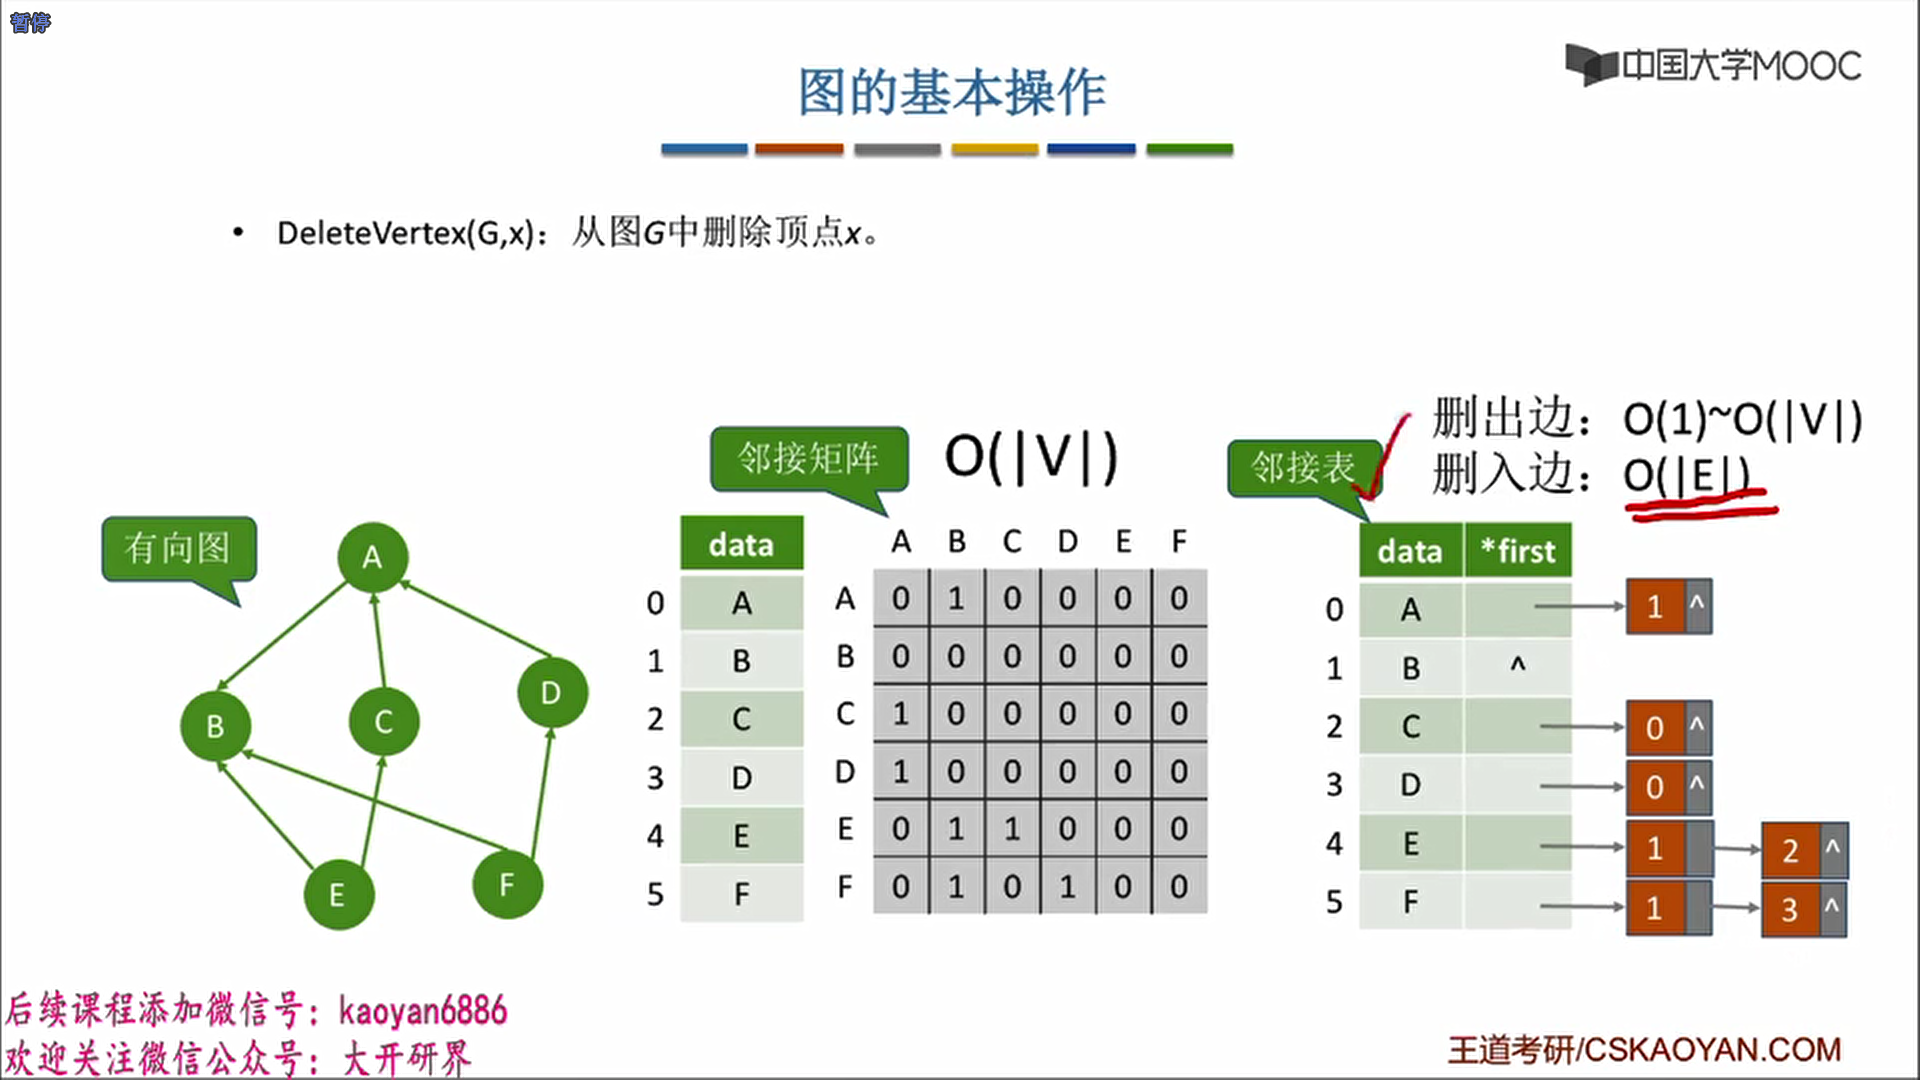 暂停
中国大学MOOC
图的基本操作
• DeleteVertex(G,x)：从图G中删除顶点x。
有向图
A
B
C
D
E
F
邻接矩阵 O(|V|)
data
0 A
1 B
2 C
3 D
4 E
5 F
A B C D E F
A 0 1 0 0 0 0
B 0 0 0 0 0 0
C 1 0 0 0 0 0
D 1 0 0 0 0 0
E 0 1 1 0 0 0
F 0 1 0 1 0 0
邻接表
删出边：O(1)~O(|V|)
删入边：O(|E|)
data *first
0 A 1 ^
1 B ^
2 C 0 ^
3 D 0 ^
4 E 1 2 ^
5 F 1 3 ^
后续课程添加微信号：kaoyan6886
欢迎关注微信公众号：大开研界
王道考研/CSKAOYAN.COM